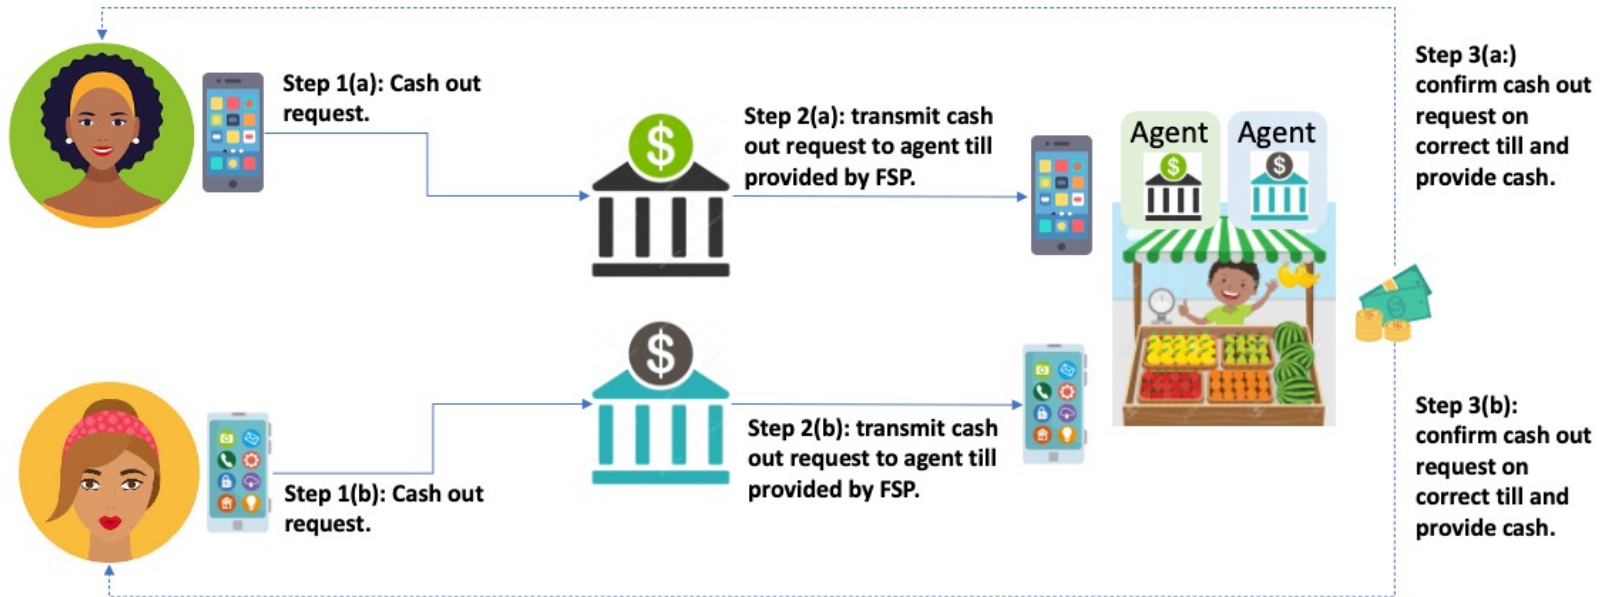 Step 1(a): Cash out
request.
Step 2(a): transmit cash
out request to agent till
provided by FSP.
Agent
Agent
Step 3(a:)
confirm cash out
request on
correct till and
provide cash.
$
$
$
$
Step 1(b): Cash out
request.
Step 2(b): transmit cash
out request to agent till
provided by FSP.
Step 3(b):
confirm cash out
request on
correct till and
provide cash.